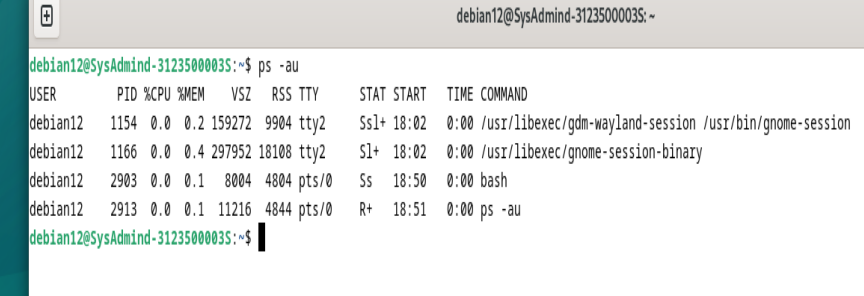 debian12@SysAdmind-3123500003S: ~
debian12@SysAdmind-3123500003S:~$ ps -au
USER         PID %CPU %MEM    VSZ   RSS TTY      STAT START   TIME COMMAND
debian12    1154  0.0  0.2 159272  9904 tty2     Ssl+ 18:02   0:00 /usr/libexec/gdm-wayland-session /usr/bin/gnome-session
debian12    1166  0.0  0.4 297952 18108 tty2     Sl+  18:02   0:00 /usr/libexec/gnome-session-binary
debian12    2903  0.0  0.1   8004  4804 pts/0    Ss   18:50   0:00 bash
debian12    2913  0.0  0.1  11216  4844 pts/0    R+   18:51   0:00 ps -au
debian12@SysAdmind-3123500003S:~$